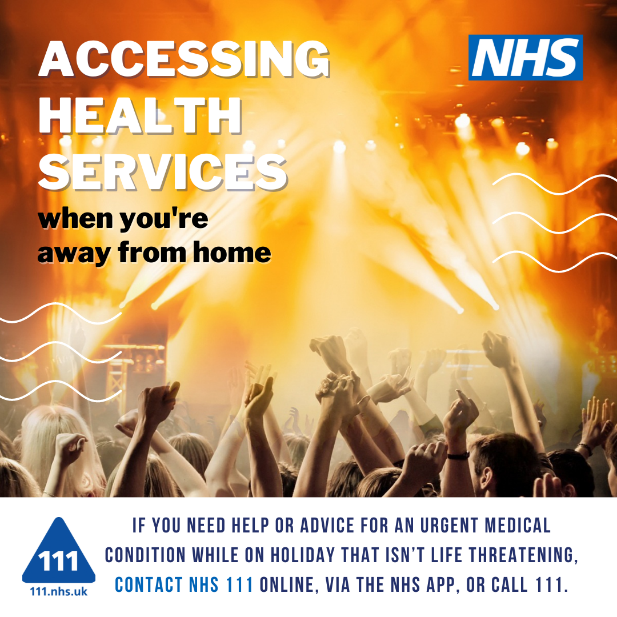 ACCESSING
HEALTH
SERVICES
when you're
away from home
NHS
111
111.nhs.uk
IF YOU NEED HELP OR ADVICE FOR AN URGENT MEDICAL
CONDITION WHILE ON HOLIDAY THAT ISN'T LIFE THREATENING,
CONTACT NHS 111 ONLINE, VIA THE NHS APP, OR CALL 111.